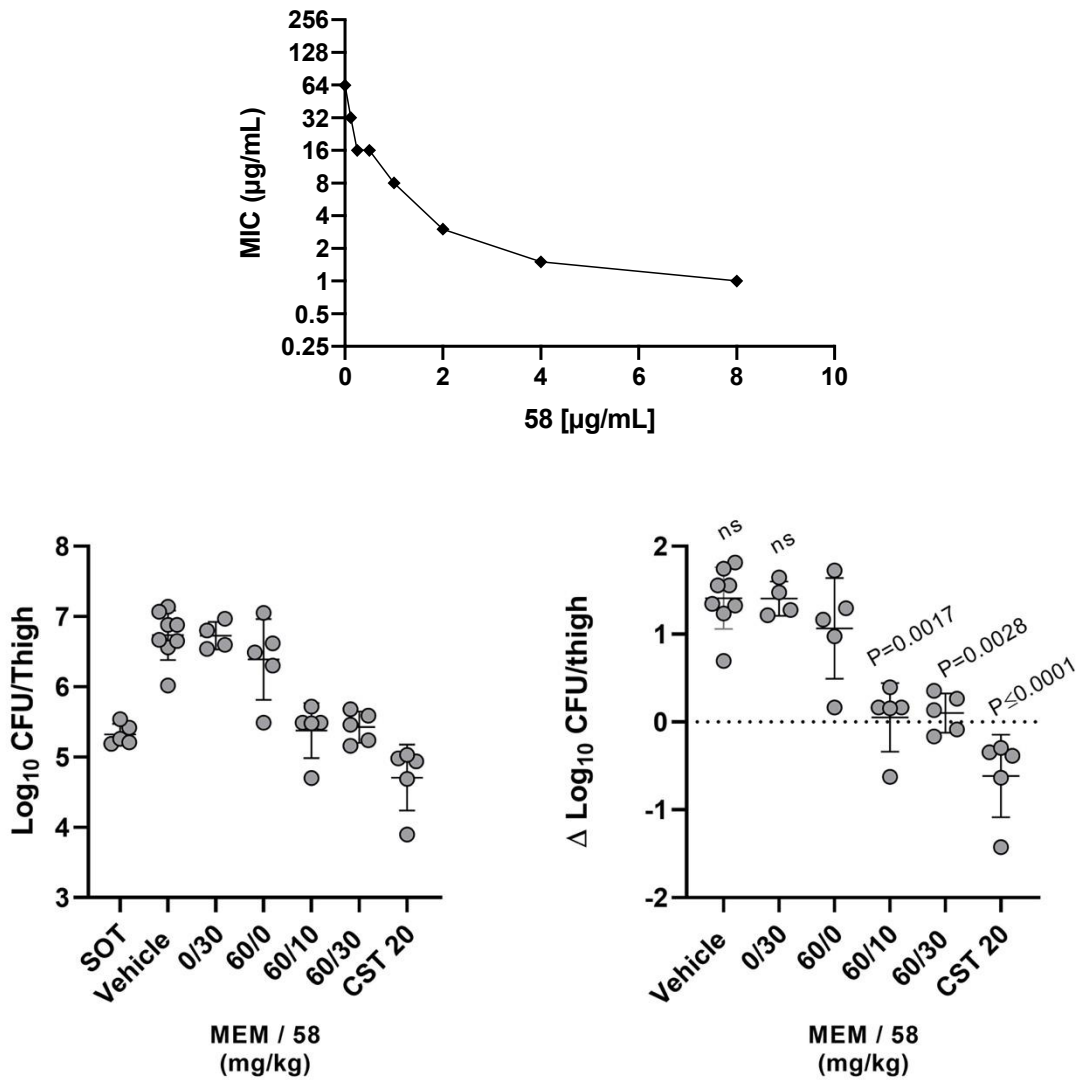 256
128
64
32
16
8
4
2
1
0.5
0.25
MIC (µg/mL)
0 2 4 6 8 10
58 [µg/mL]
8
7
6
5
4
3
Log10 CFU/Thigh
SOT
Vehicle
0/30
60/0
60/10
60/30
CST 20
MEM / 58
(mg/kg)
2
1
0
-1
-2
Δ Log10 CFU/thigh
ns
ns
P=0.0017
P=0.0028
P≤0.0001
Vehicle
0/30
60/0
60/10
60/30
CST 20
MEM / 58
(mg/kg)